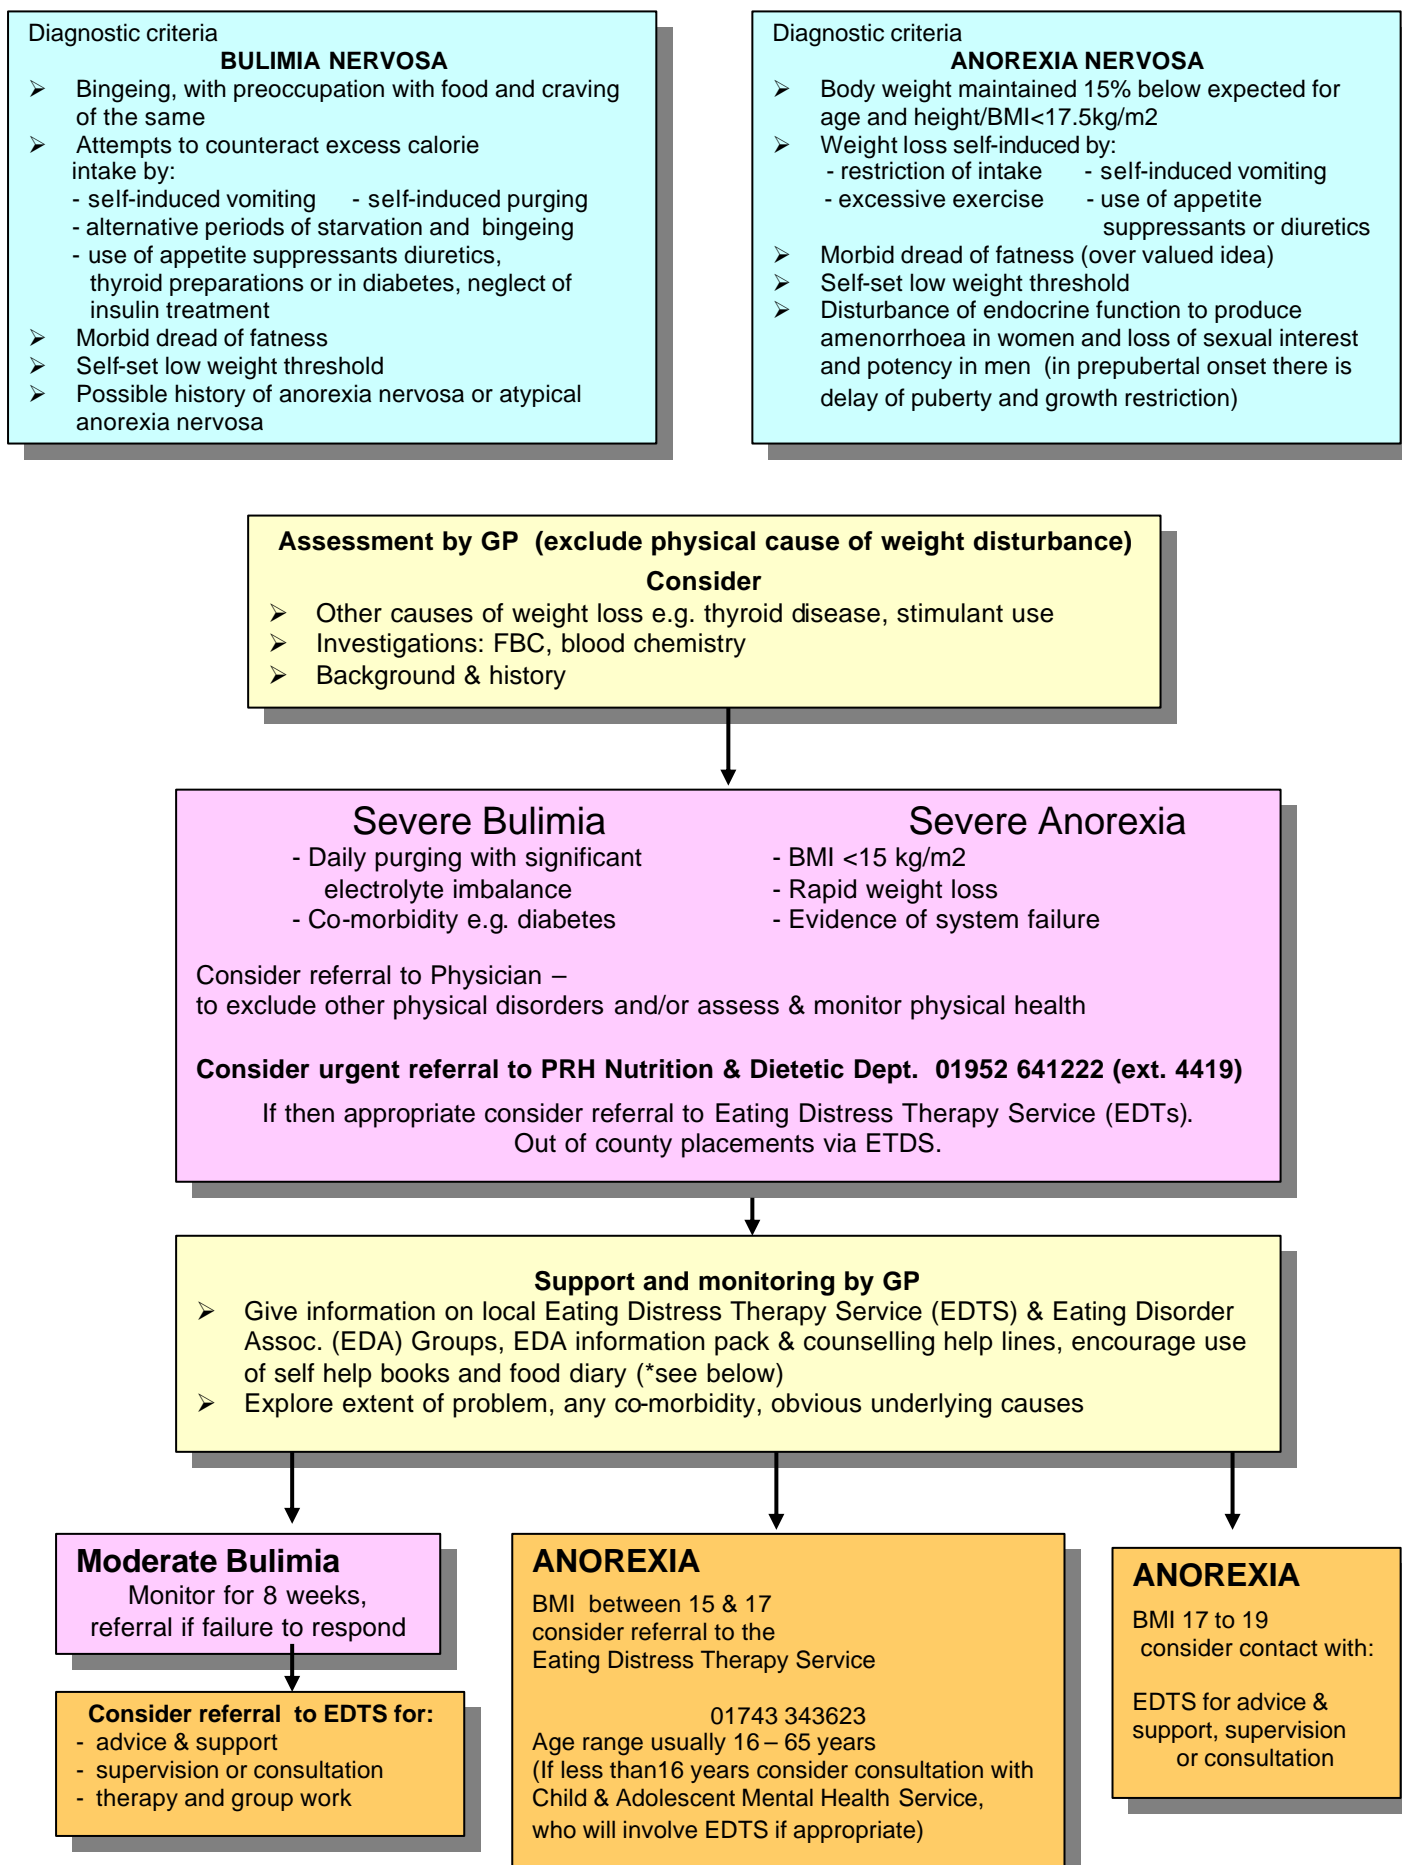 Diagnostic criteria
BULIMIA NERVOSA
➢ Bingeing, with preoccupation with food and craving
of the same
➢ Attempts to counteract excess calorie
intake by:
- self-induced vomiting - self-induced purging
- alternative periods of starvation and bingeing
- use of appetite suppressants diuretics,
thyroid preparations or in diabetes, neglect of
insulin treatment
➢ Morbid dread of fatness
➢ Self-set low weight threshold
➢ Possible history of anorexia nervosa or atypical
anorexia nervosa
Diagnostic criteria
ANOREXIA NERVOSA
➢ Body weight maintained 15% below expected for
age and height/BMI<17.5kg/m2
➢ Weight loss self-induced by:
- restriction of intake - self-induced vomiting
- excessive exercise - use of appetite
suppressants or diuretics
➢ Morbid dread of fatness (over valued idea)
➢ Self-set low weight threshold
➢ Disturbance of endocrine function to produce
amenorrhoea in women and loss of sexual interest
and potency in men (in prepubertal onset there is
delay of puberty and growth restriction)
Assessment by GP (exclude physical cause of weight disturbance)
Consider
➢ Other causes of weight loss e.g. thyroid disease, stimulant use
➢ Investigations: FBC, blood chemistry
➢ Background & history
Severe Bulimia
- Daily purging with significant
electrolyte imbalance
- Co-morbidity e.g. diabetes
Severe Anorexia
- BMI <15 kg/m2
- Rapid weight loss
- Evidence of system failure
Consider referral to Physician –
to exclude other physical disorders and/or assess & monitor physical health
Consider urgent referral to PRH Nutrition & Dietetic Dept. 01952 641222 (ext. 4419)
If then appropriate consider referral to Eating Distress Therapy Service (EDTs).
Out of county placements via ETDS.
Support and monitoring by GP
➢ Give information on local Eating Distress Therapy Service (EDTS) & Eating Disorder
Assoc. (EDA) Groups, EDA information pack & counselling help lines, encourage use
of self help books and food diary (*see below)
➢ Explore extent of problem, any co-morbidity, obvious underlying causes
Moderate Bulimia
Monitor for 8 weeks,
referral if failure to respond
Consider referral to EDTS for:
- advice & support
- supervision or consultation
- therapy and group work
ANOREXIA
BMI between 15 & 17
consider referral to the
Eating Distress Therapy Service
01743 343623
Age range usually 16 – 65 years
(If less than16 years consider consultation with
Child & Adolescent Mental Health Service,
who will involve EDTS if appropriate)
ANOREXIA
BMI 17 to 19
consider contact with:
EDTS for advice &
support, supervision
or consultation